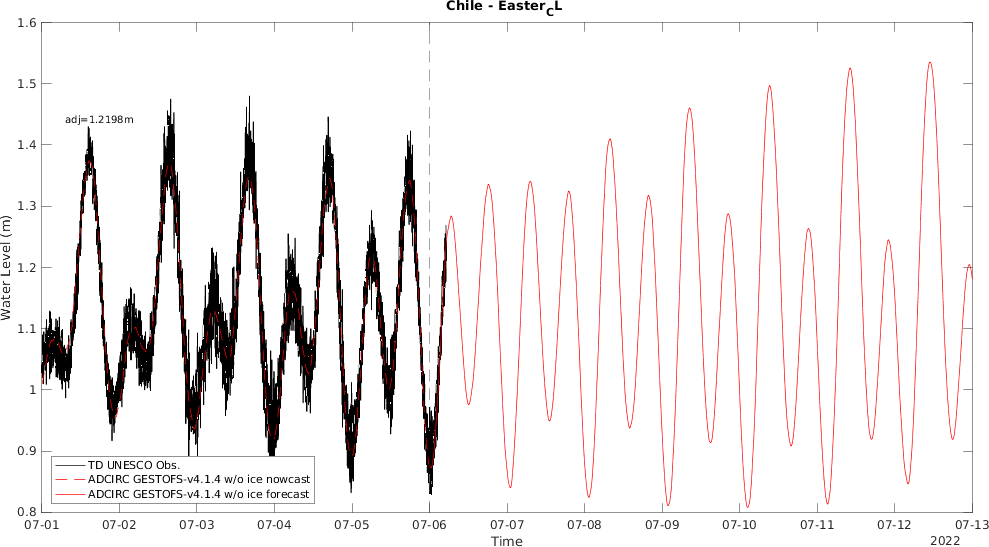 Chile - Easter_CL
1.6
1.5
1.4
1.3
1.2
1.1
1
0.9
0.8
Water Level (m)
adj=1.2198m
TD UNESCO Obs.
ADCIRC GESTOFS-v4.1.4 w/o ice nowcast
ADCIRC GESTOFS-v4.1.4 w/o ice forecast
07-01 07-02 07-03 07-04 07-05 07-06 07-07 07-08 07-09 07-10 07-11 07-12 07-13
Time
2022